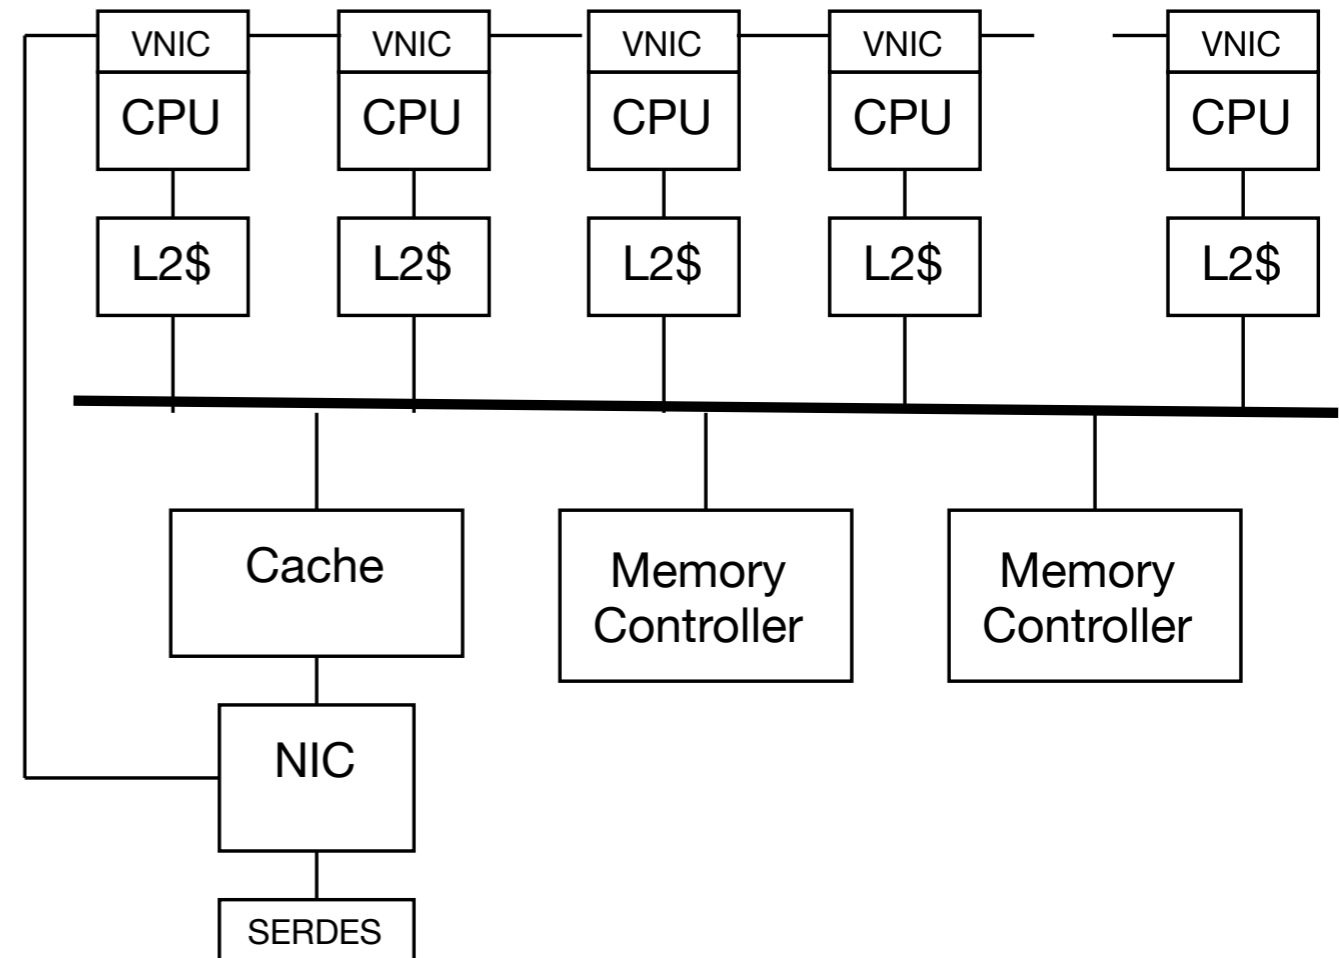 VNIC
VNIC
VNIC
VNIC
VNIC
CPU
CPU
CPU
CPU
CPU
L2$
L2$
L2$
L2$
L2$
Cache
Memory
Controller
Memory
Controller
NIC
SERDES